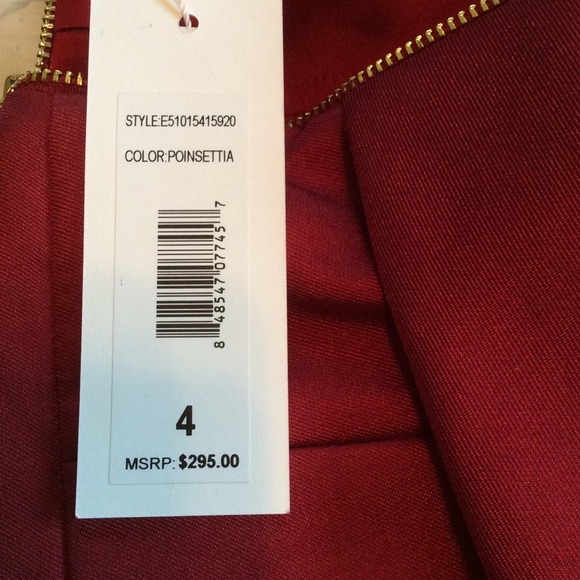 STYLE:E51015415920
COLOR:POINSETTIA
8 48547 07745 7
4
MSRP: $295.00